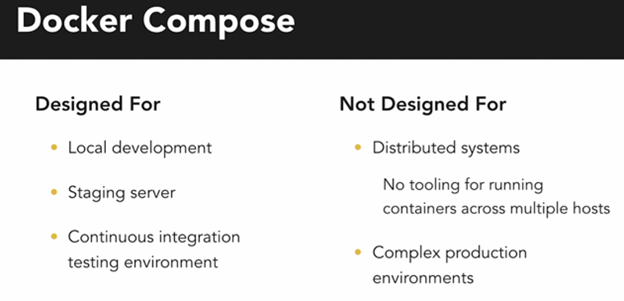 Docker Compose
Designed For
Local development
Staging server
Continuous integration
testing environment
Not Designed For
Distributed systems
No tooling for running
containers across multiple hosts
Complex production
environments